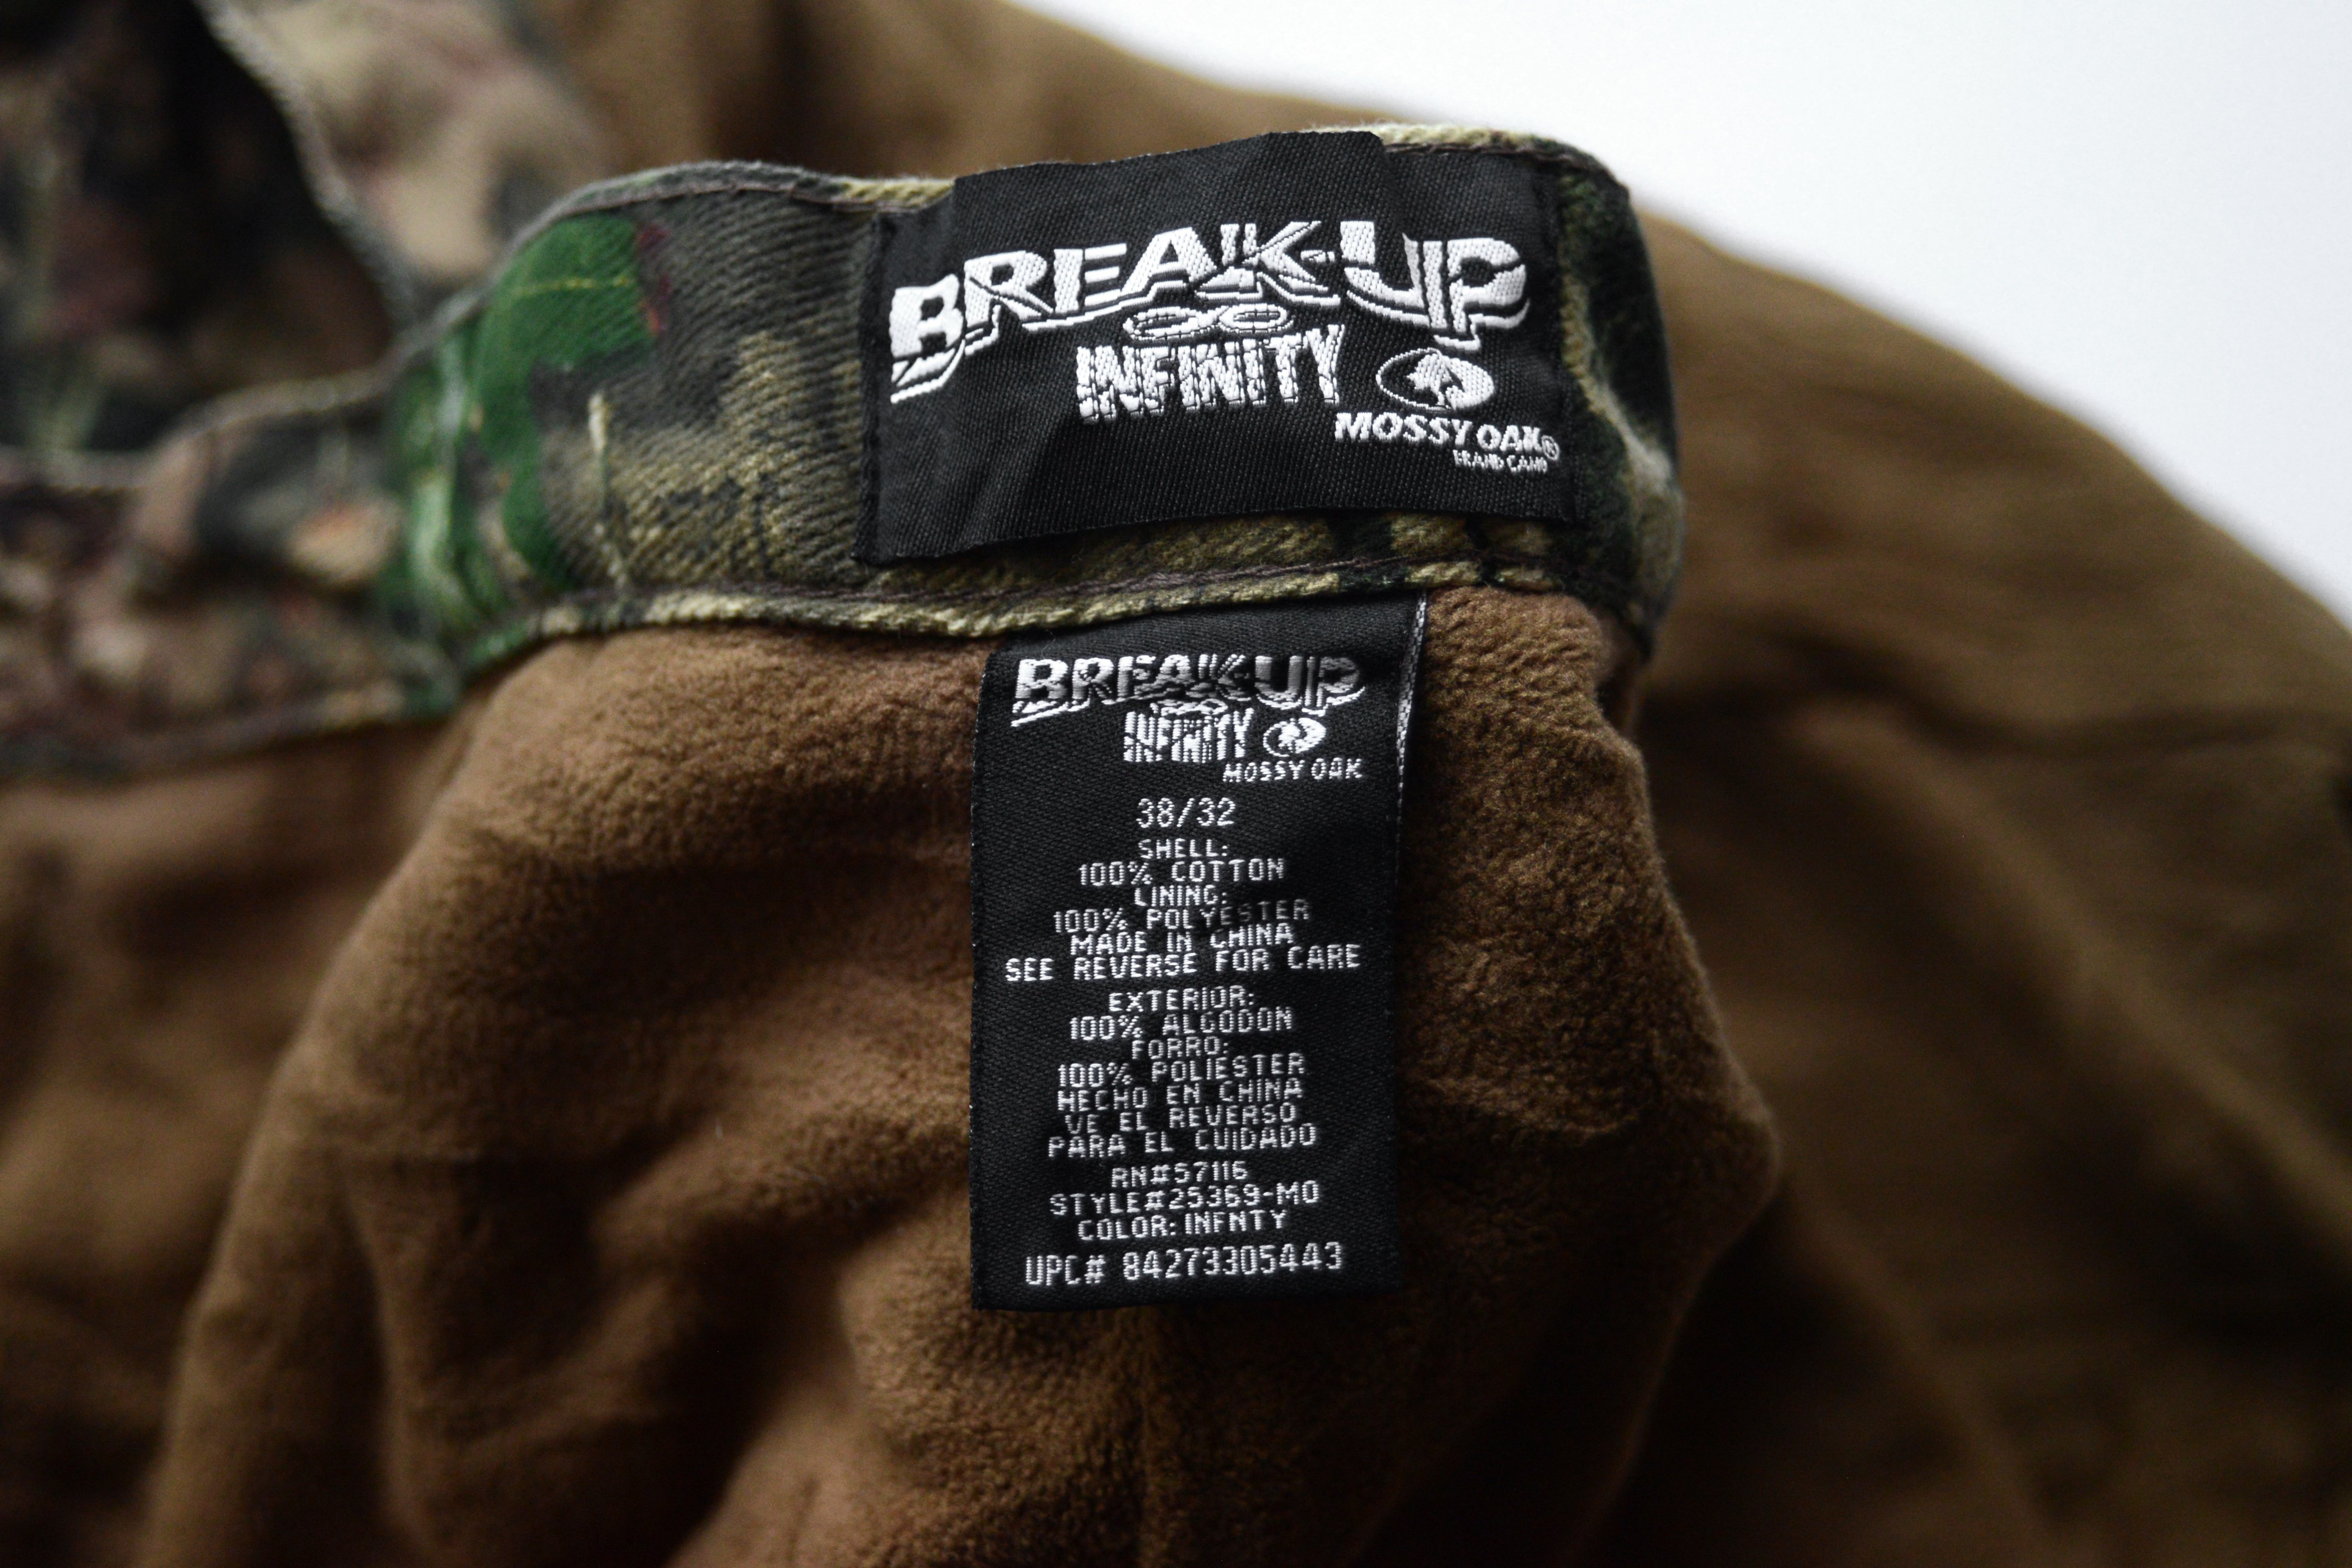 BREAK-UP
INFINITY
MOSSY OAK®
BRAND CAMO
BREAK-UP
INFINITY
MOSSY OAK
38/32
SHELL:
100% COTTON
LINING:
100% POLYESTER
MADE IN CHINA
SEE REVERSE FOR CARE
EXTERIOR:
100% ALGODON
FORRO:
100% POLIESTER
HECHO EN CHINA
VE EL REVERSO
PARA EL CUIDADO
RN#57116
STYLE#25369-MO
COLOR: INFNTY
UPC# 84273305443